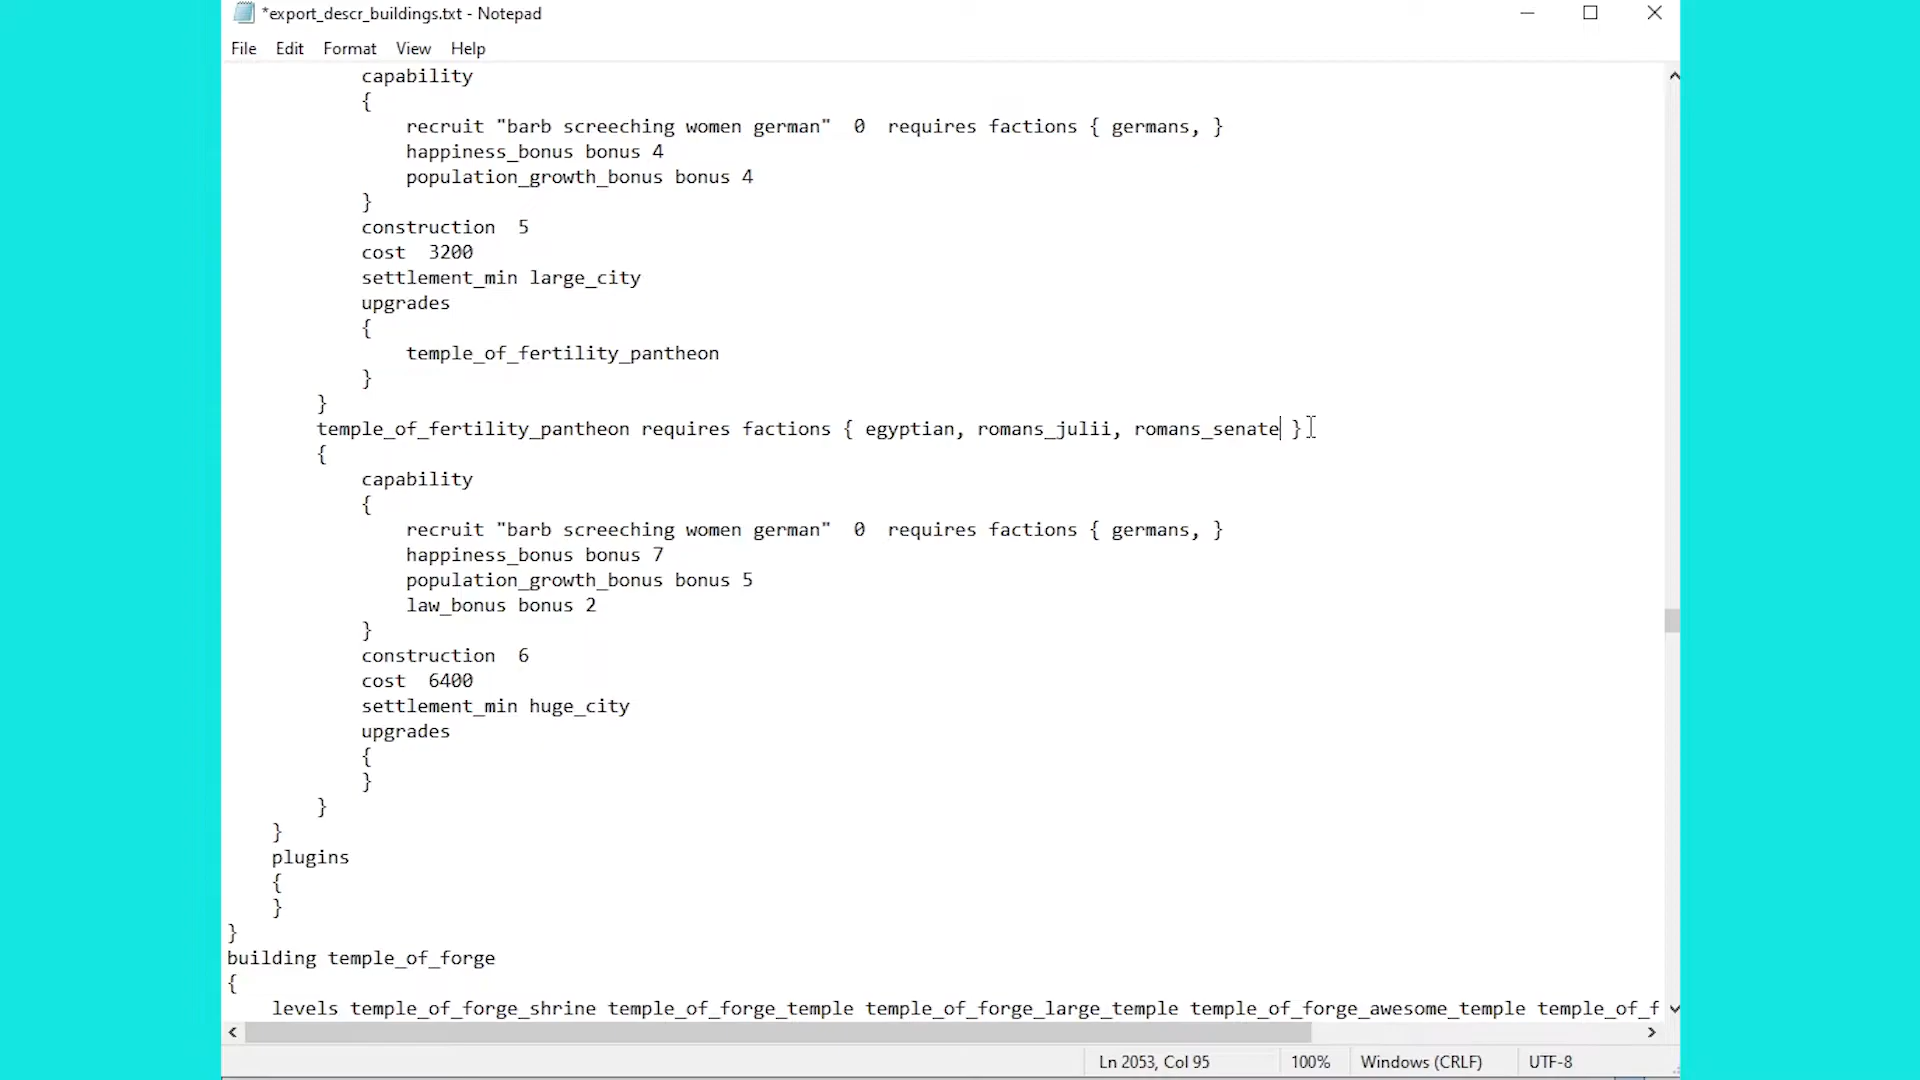 *export_descr_buildings.txt - Notepad
File Edit Format View Help
capability
{
recruit "barb screeching women german"  0  requires factions { germans, }
happiness_bonus bonus 4
population_growth_bonus bonus 4
}
construction  5
cost  3200
settlement_min large_city
upgrades
{
temple_of_fertility_pantheon
}
}
temple_of_fertility_pantheon requires factions { egyptian, romans_julii, romans_senate }
{
capability
{
recruit "barb screeching women german"  0  requires factions { germans, }
happiness_bonus bonus 7
population_growth_bonus bonus 5
law_bonus bonus 2
}
construction  6
cost  6400
settlement_min huge_city
upgrades
{
}
}
}
plugins
{
}
}
building temple_of_forge
{
levels temple_of_forge_shrine temple_of_forge_temple temple_of_forge_large_temple temple_of_forge_awesome_temple temple_of_f
Ln 2053, Col 95 100% Windows (CRLF) UTF-8